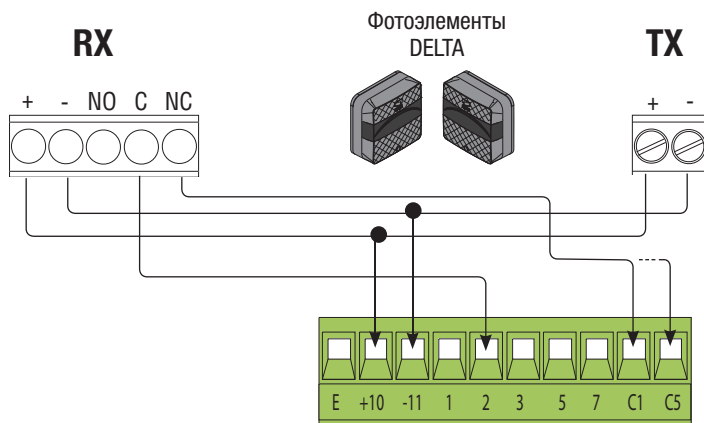 Фотоэлементы
DELTA
RX
TX
+ - NO C NC
+ -
E +10 -11 1 2 3 5 7 C1 C5